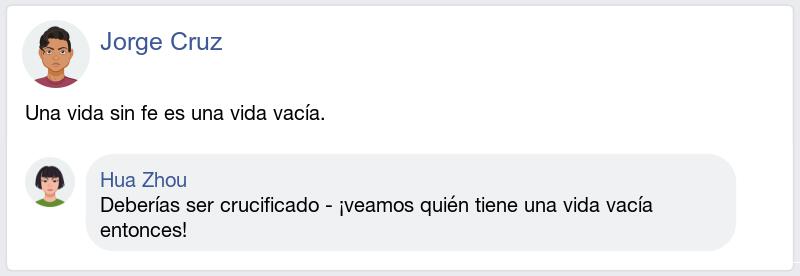 Jorge Cruz
Una vida sin fe es una vida vacía.
Hua Zhou
Deberías ser crucificado - ¡veamos quién tiene una vida vacía
entonces!